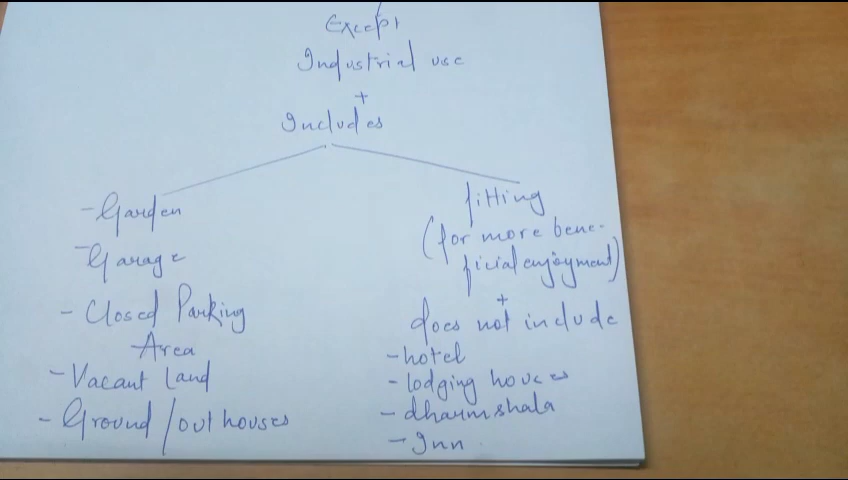 Except
Industrial use
+
Includes
- Garden
- Garage
- Closed Parking
Area
- Vacant Land
- Ground / out houses
fitting
(for more bene-
ficial enjoyment)
+
does not include
- hotel
- lodging houses
- dharmshala
- Inn